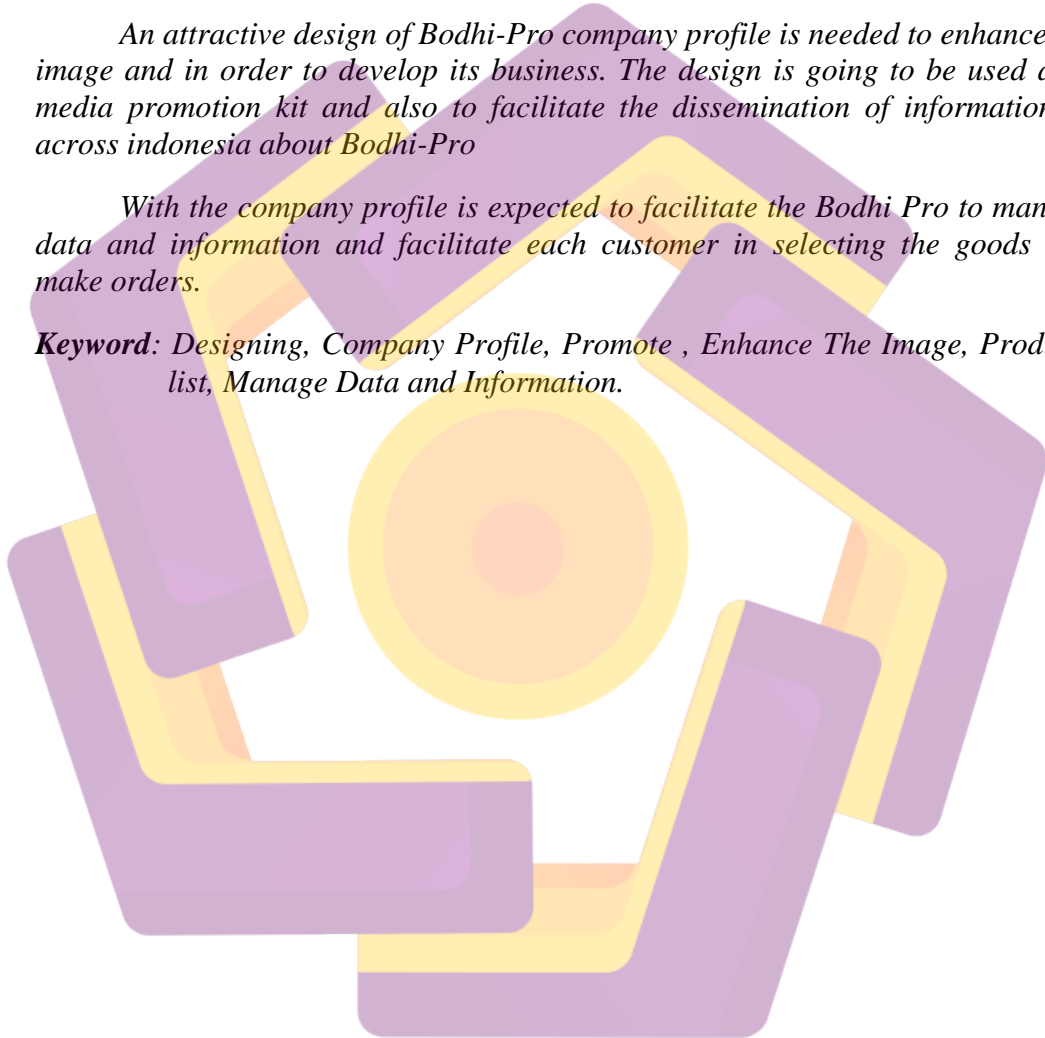 An attractive design of Bodhi-Pro company profile is needed to enhance
image and in order to develop its business. The design is going to be used
media promotion kit and also to facilitate the dissemination of information
across indonesia about Bodhi-Pro
With the company profile is expected to facilitate the Bodhi Pro to
data and information and facilitate each customer in selecting the goods
make orders.
Keyword: Designing, Company Profile, Promote , Enhance The Image,
list, Manage Data and Information.